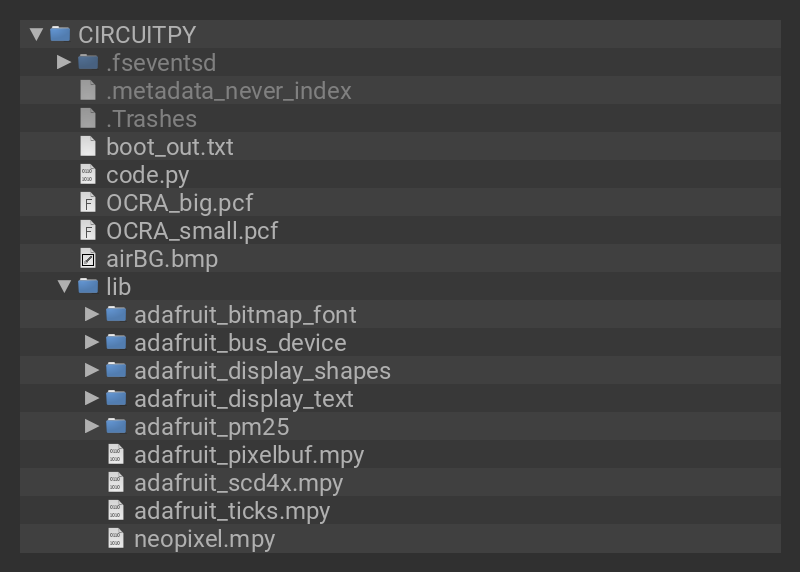 CIRCUITPY
.fseventsd
.metadata_never_index
.Trashes
boot_out.txt
code.py
OCRA_big.pcf
OCRA_small.pcf
airBG.bmp
lib
adafruit_bitmap_font
adafruit_bus_device
adafruit_display_shapes
adafruit_display_text
adafruit_pm25
adafruit_pixelbuf.mpy
adafruit_scd4x.mpy
adafruit_ticks.mpy
neopixel.mpy